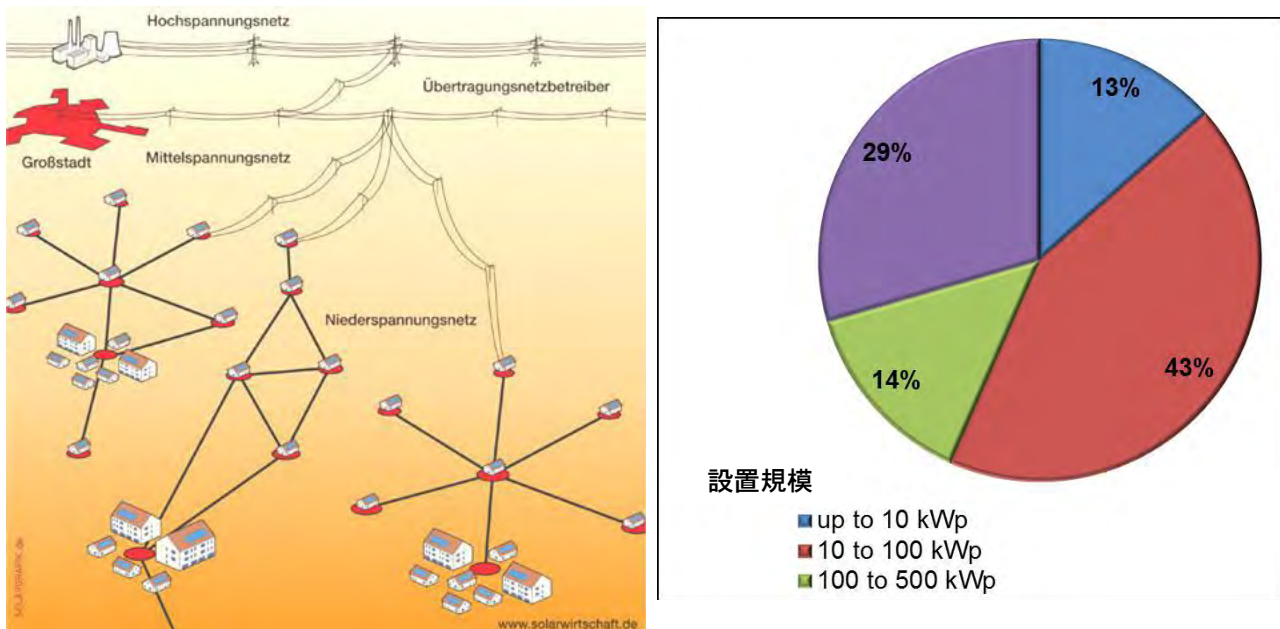 Hochspannungsnetz
Übertragungsnetzbetreiber
Großstadt
Mittelspannungsnetz
Niederspannungsnetz
www.solarwirtschaft.de
13%
29%
43%
14%
設置規模
up to 10 kWp
10 to 100 kWp
100 to 500 kWp